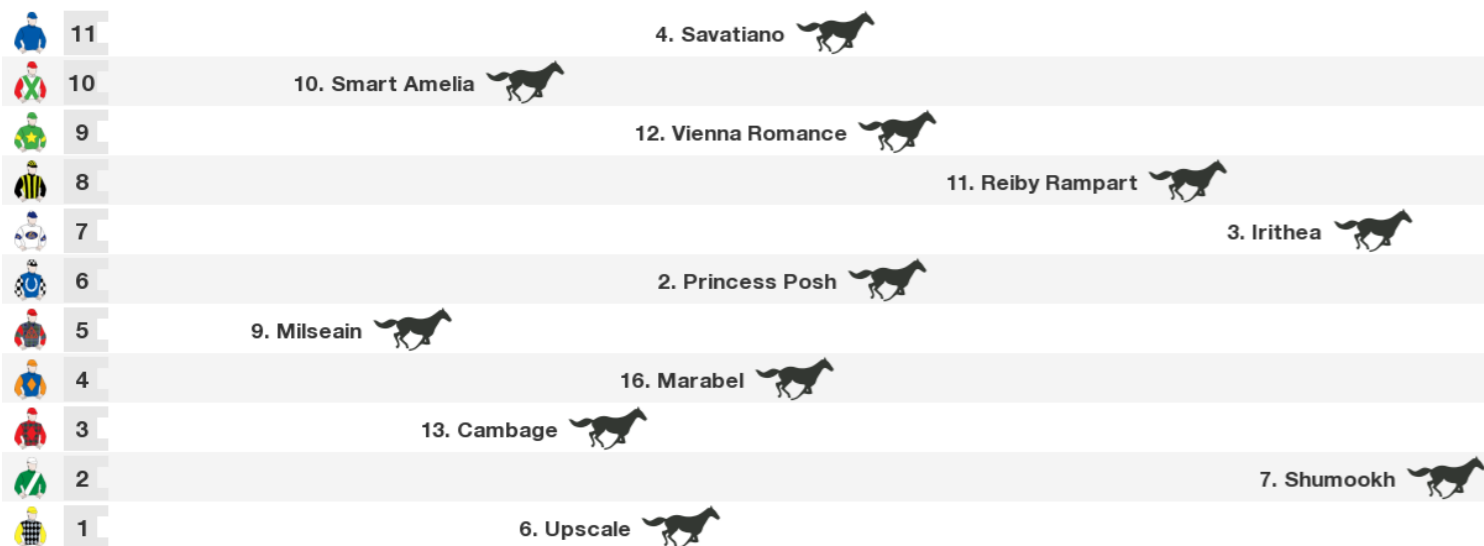 11 4. Savatiano
10 10. Smart Amelia
9 12. Vienna Romance
8 11. Reiby Rampart
7 3. Irithea
6 2. Princess Posh
5 9. Milseain
4 16. Marabel
3 13. Cambage
2 7. Shumookh
1 6. Upscale